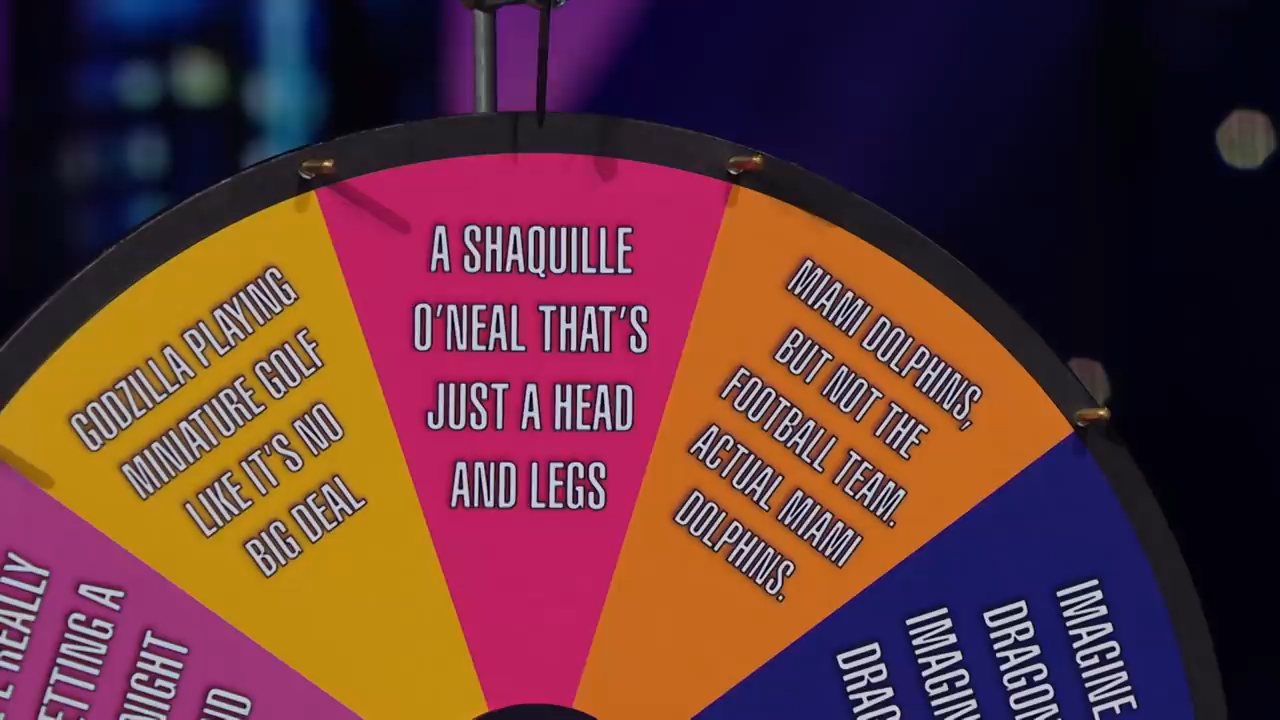 GODZILLA PLAYING
MINIATURE GOLF
LIKE IT'S NO
BIG DEAL
A SHAQUILLE
O'NEAL THAT'S
JUST A HEAD
AND LEGS
MIAMI DOLPHINS,
BUT NOT THE
FOOTBALL TEAM.
ACTUAL MIAMI
DOLPHINS.
IMAGINE